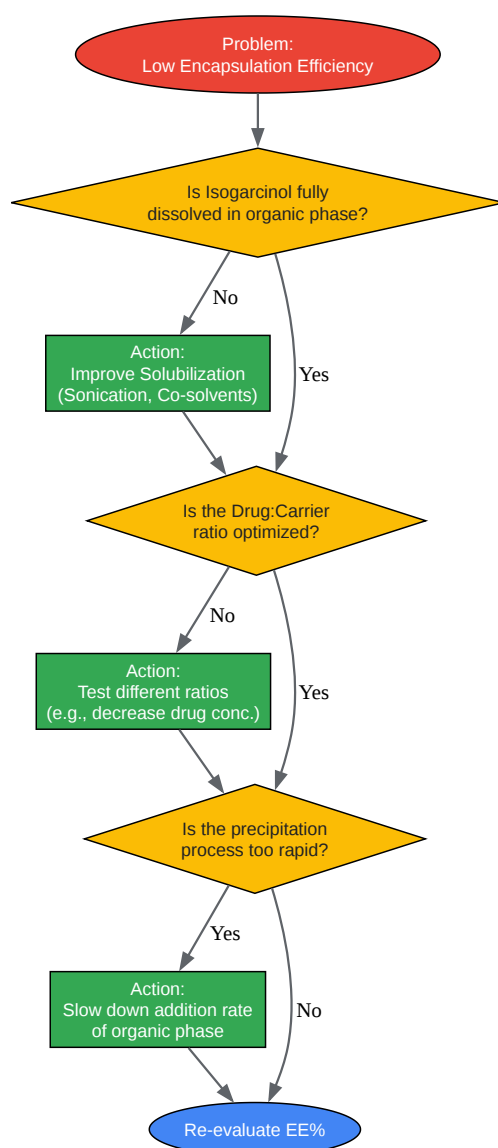 Problem:
Low Encapsulation Efficiency
Is Isogarcinol fully
dissolved in organic phase?
No
Action:
Improve Solubilization
(Sonication, Co-solvents)
Yes
Is the Drug:Carrier
ratio optimized?
No
Action:
Test different ratios
(e.g., decrease drug conc.)
Yes
Is the precipitation
process too rapid?
Yes
Action:
Slow down addition rate
of organic phase
No
Re-evaluate EE%